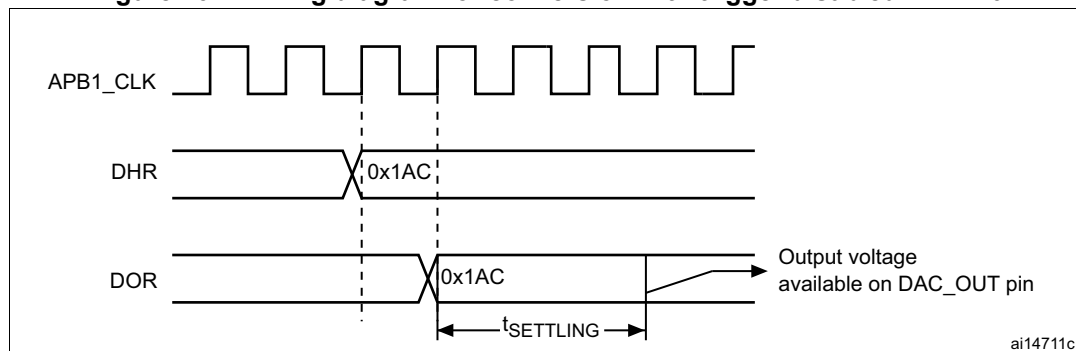 APB1_CLK
DHR
0x1AC
DOR
0x1AC
Output voltage
available on DAC_OUT pin
tSETTLING
ai14711c